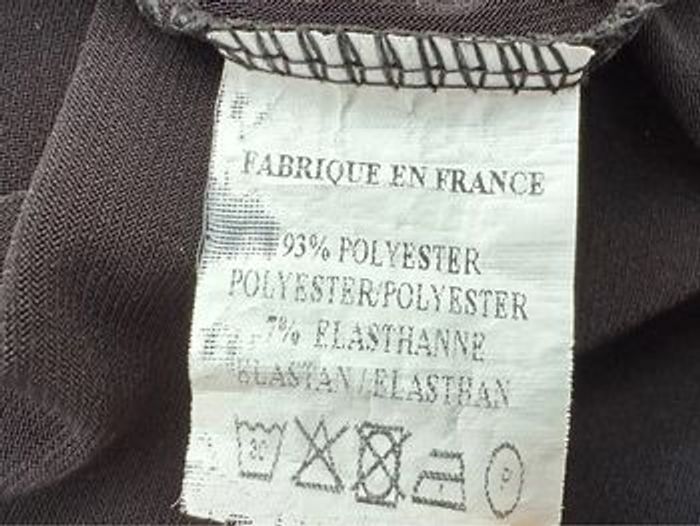 FABRIQUE EN FRANCE
93% POLYESTER
POLYESTER/POLYESTER
7% ELASTHANNE
ELASTAN / ELASTHAN
30 P